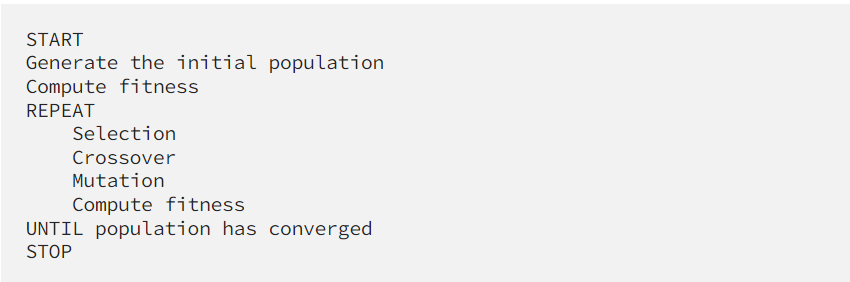 START
Generate the initial population
Compute fitness
REPEAT
    Selection
    Crossover
    Mutation
    Compute fitness
UNTIL population has converged
STOP